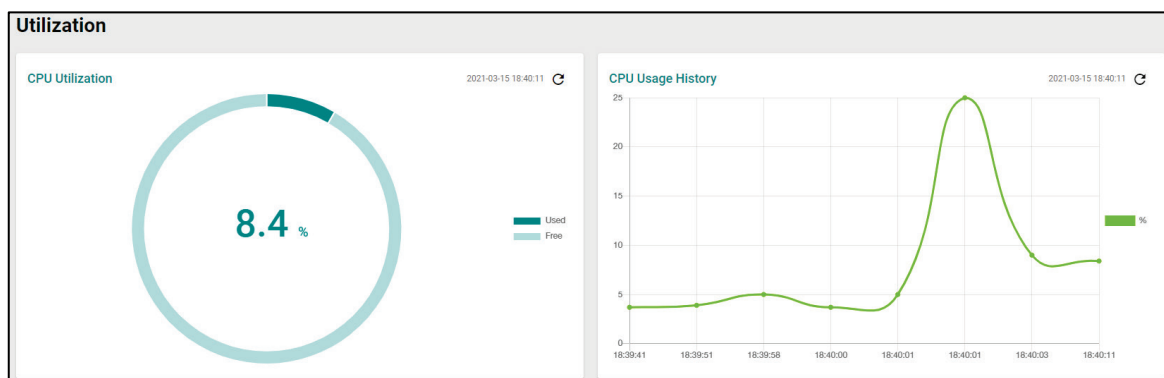 Utilization
CPU Utilization
2021-03-15 18:40:11
8.4 %
Used
Free
CPU Usage History
2021-03-15 18:40:11
25
20
15
10
5
0
%
18:39:41 18:39:51 18:39:58 18:40:00 18:40:01 18:40:01 18:40:03 18:40:11